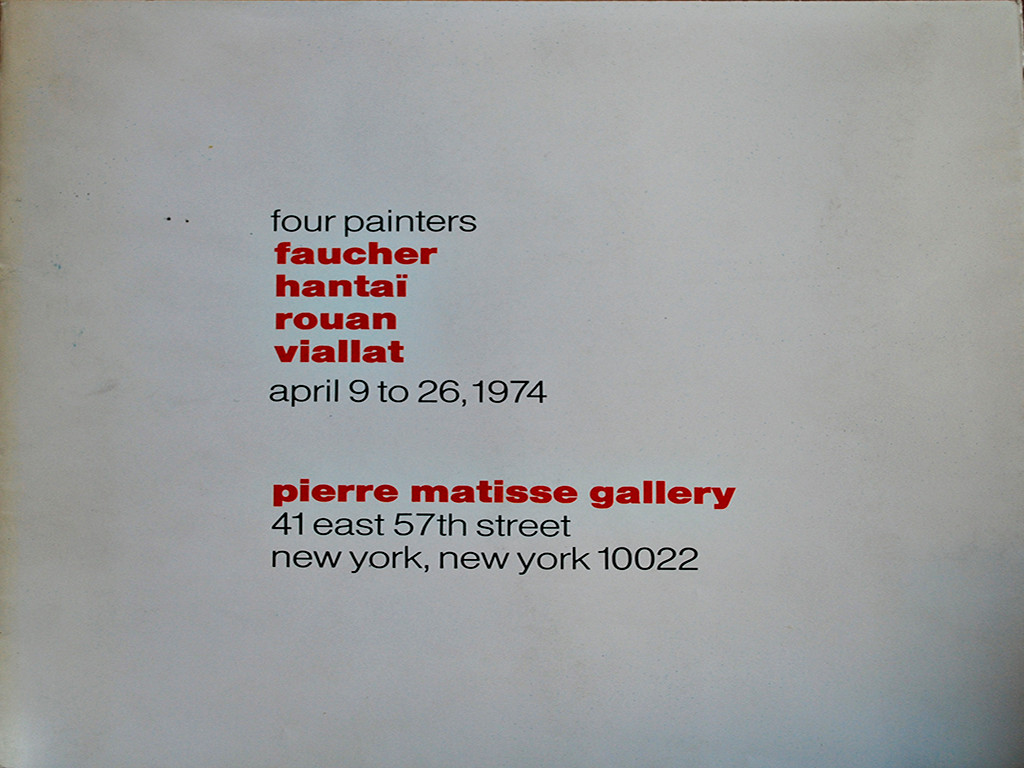 four painters
faucher
hantaï
rouan
viallat
april 9 to 26, 1974
pierre matisse gallery
41 east 57th street
new york, new york 10022